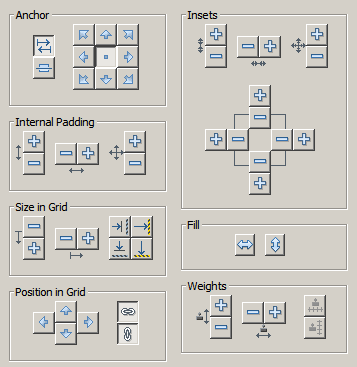 Anchor
Internal Padding
Size in Grid
Position in Grid
Insets
Fill
Weights